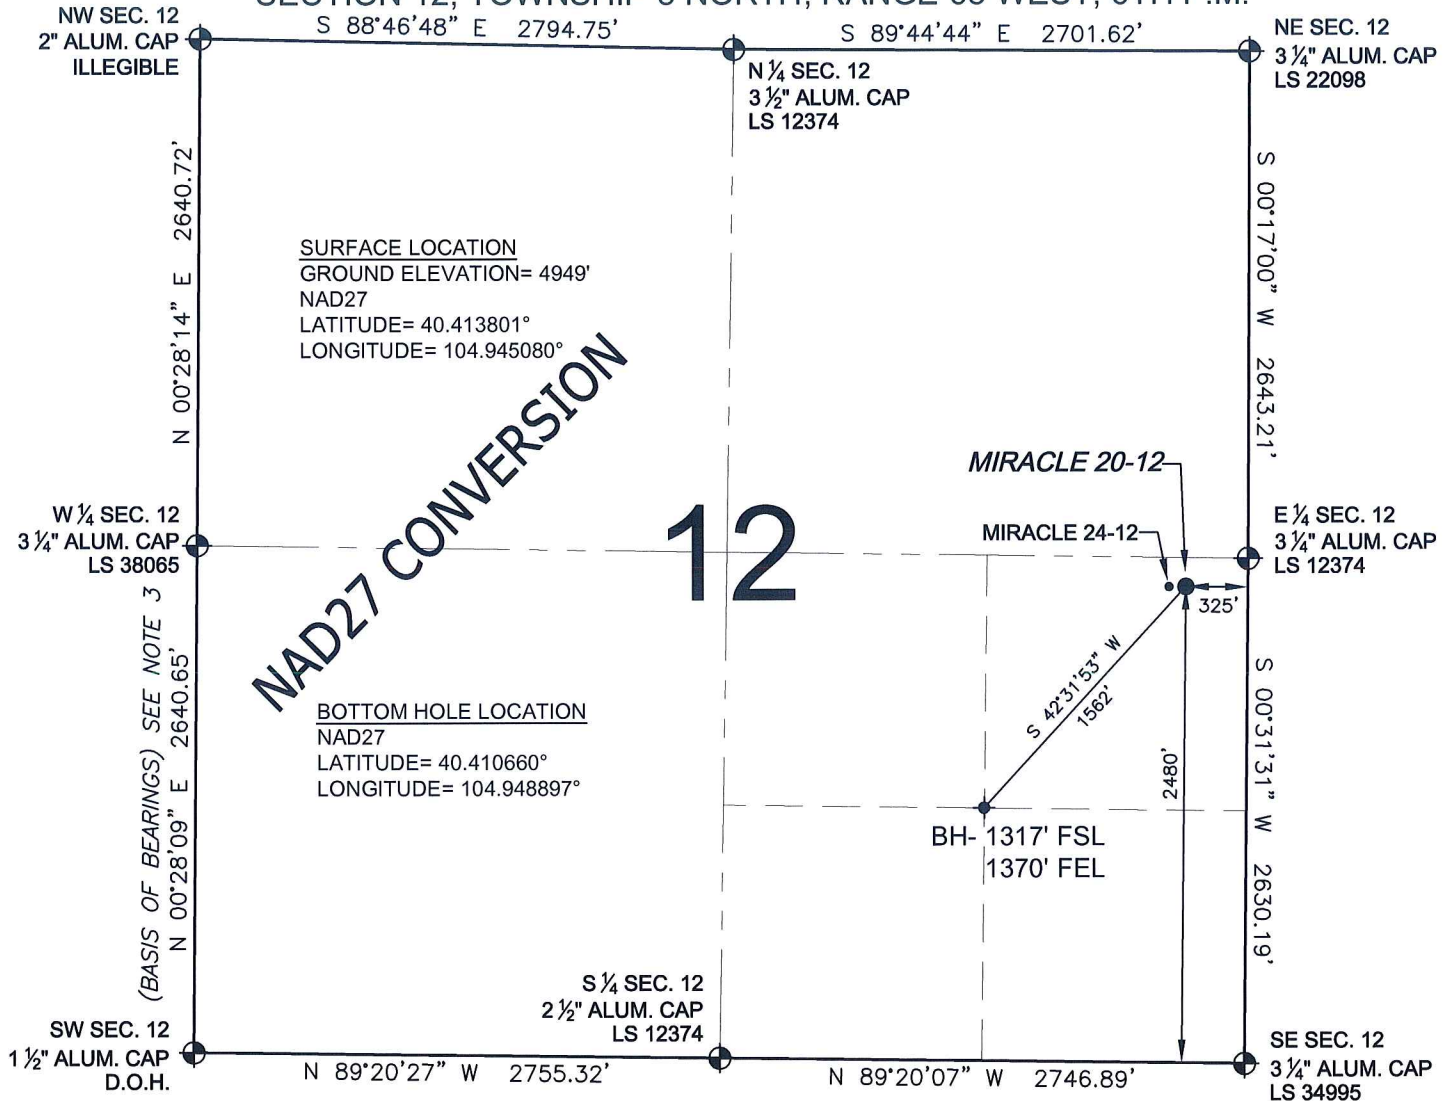 NW SEC. 12
2" ALUM. CAP
ILLEGIBLE
S 88°46'48" E 2794.75'
S 89°44'44" E 2701.62'
NE SEC. 12
3 ¼" ALUM. CAP
LS 22098
N ¼ SEC. 12
3 ½" ALUM. CAP
LS 12374
N 00°28'14" E 2640.72'
S 00°17'00" W 2643.21'
SURFACE LOCATION
GROUND ELEVATION= 4949'
NAD27
LATITUDE= 40.413801°
LONGITUDE= 104.945080°
NAD27 CONVERSION
12
MIRACLE 20-12
MIRACLE 24-12
W ¼ SEC. 12
3 ¼" ALUM. CAP
LS 38065
E ¼ SEC. 12
3 ¼" ALUM. CAP
LS 12374
325'
S 42°31'53" W
1562'
2480'
(BASIS OF BEARINGS) SEE NOTE 3
N 00°28'09" E 2640.65'
S 00°31'31" W 2630.19'
BOTTOM HOLE LOCATION
NAD27
LATITUDE= 40.410660°
LONGITUDE= 104.948897°
BH- 1317' FSL
1370' FEL
S ¼ SEC. 12
2 ½" ALUM. CAP
LS 12374
SW SEC. 12
1 ½" ALUM. CAP
D.O.H.
N 89°20'27" W 2755.32'
N 89°20'07" W 2746.89'
SE SEC. 12
3 ¼" ALUM. CAP
LS 34995